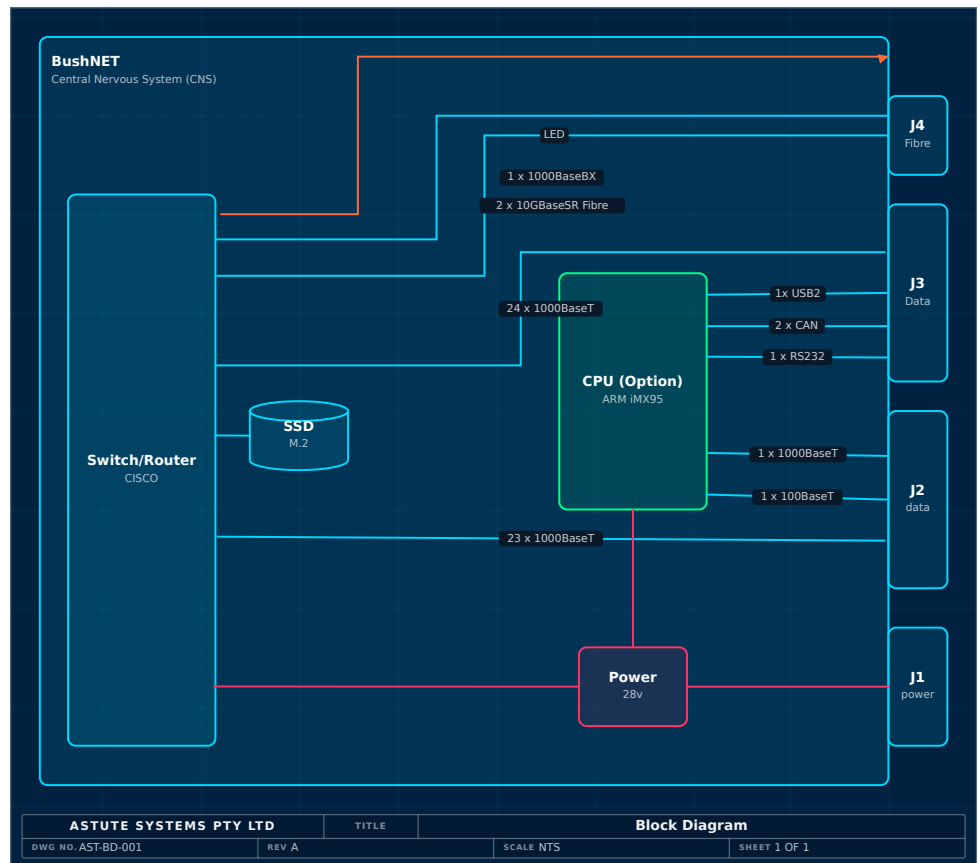 BushNET
Central Nervous System (CNS)
J4
Fibre
LED
1 x 1000BaseBX
2 x 10GBaseSR Fibre
J3
Data
1x USB2
24 x 1000BaseT
2 x CAN
1 x RS232
CPU (Option)
ARM iMX95
SSD
M.2
Switch/Router
CISCO
1 x 1000BaseT
J2
data
1 x 100BaseT
23 x 1000BaseT
Power
28v
J1
power
ASTUTE SYSTEMS PTY LTD
TITLE
Block Diagram
DWG NO. AST-BD-001
REV A
SCALE NTS
SHEET 1 OF 1